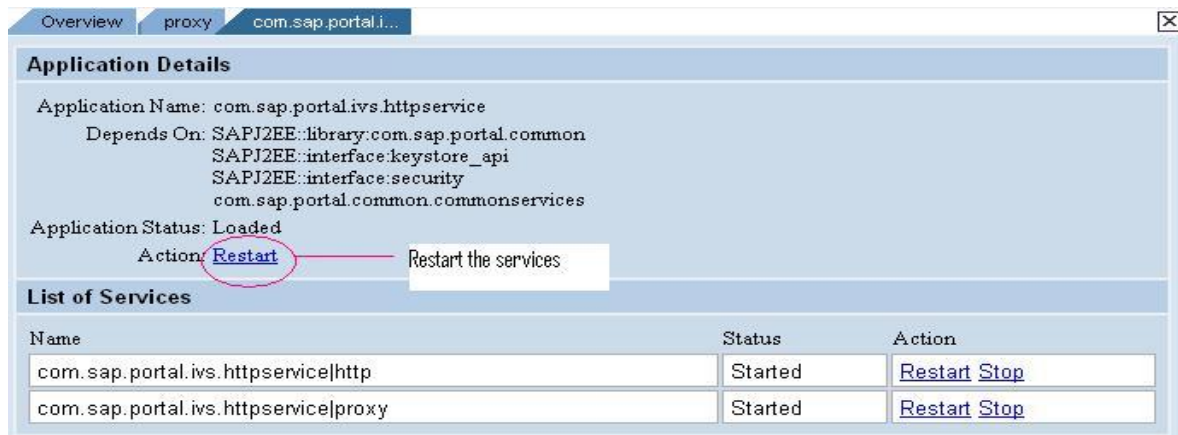 Overview proxy com.sap.portal.i...
Application Details
Application Name: com.sap.portal.ivs.httpservice
Depends On: SAPJ2EE::library:com.sap.portal.common
SAPJ2EE::interface:keystore_api
SAPJ2EE::interface:security
com.sap.portal.common.commonservices
Application Status: Loaded
Action: Restart Restart the services
List of Services
Name Status Action
com.sap.portal.ivs.httpservice|http Started Restart Stop
com.sap.portal.ivs.httpservice|proxy Started Restart Stop